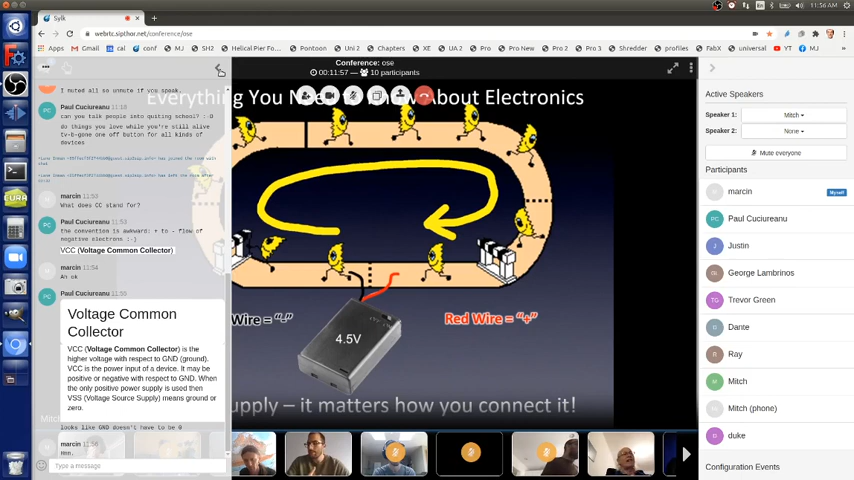 11:56 AM
Sylk
webrtc.sipthor.net/conference/ose
Gmail
cal
conf
MJ
SH2
Helical Pier Fo...
Pontoon
Uni 2
Chapters
XE
UA 2
Pro
Pro New
Pro 2
Pro 3
Shredder
profiles
FabX
universal
YT
MJ
Conference: ose
00:11:57
10 participants
Everything You Need to Know About Electronics
I muted all so unmute if you speak.
Paul Cuciureanu 11:18
can you talk people into quiting school? :-D
do things you love while you're still alive
tv-b-gone one off button for all kinds of
devices
marcin 11:53
What does CC stand for?
Paul Cuciureanu 11:53
the convention is awkward: + to - flow of
negative electrons :-)
VCC (Voltage Common Collector)
marcin 11:54
Ah ok
Paul Cuciureanu 11:55
Voltage Common
Collector
VCC (Voltage Common Collector) is the
higher voltage with respect to GND (ground).
VCC is the power input of a device. It may be
positive or negative with respect to GND. When
the only positive power supply is used then
VSS (Voltage Source Supply) means ground or
zero.
looks like GND doesn't have to be 0
marcin 11:56
Hmm.
Type a message
Mitch
4.5V
Wire = "-"
Red Wire = "+"
upply – it matters how you connect it!
Active Speakers
Speaker 1:
Mitch
Speaker 2:
None
Mute everyone
Participants
marcin
Myself
PC
Paul Cuciureanu
J
Justin
GL
George Lambrinos
TG
Trevor Green
D
Dante
R
Ray
M
Mitch
M(
Mitch (phone)
D
duke
Configuration Events
CURA